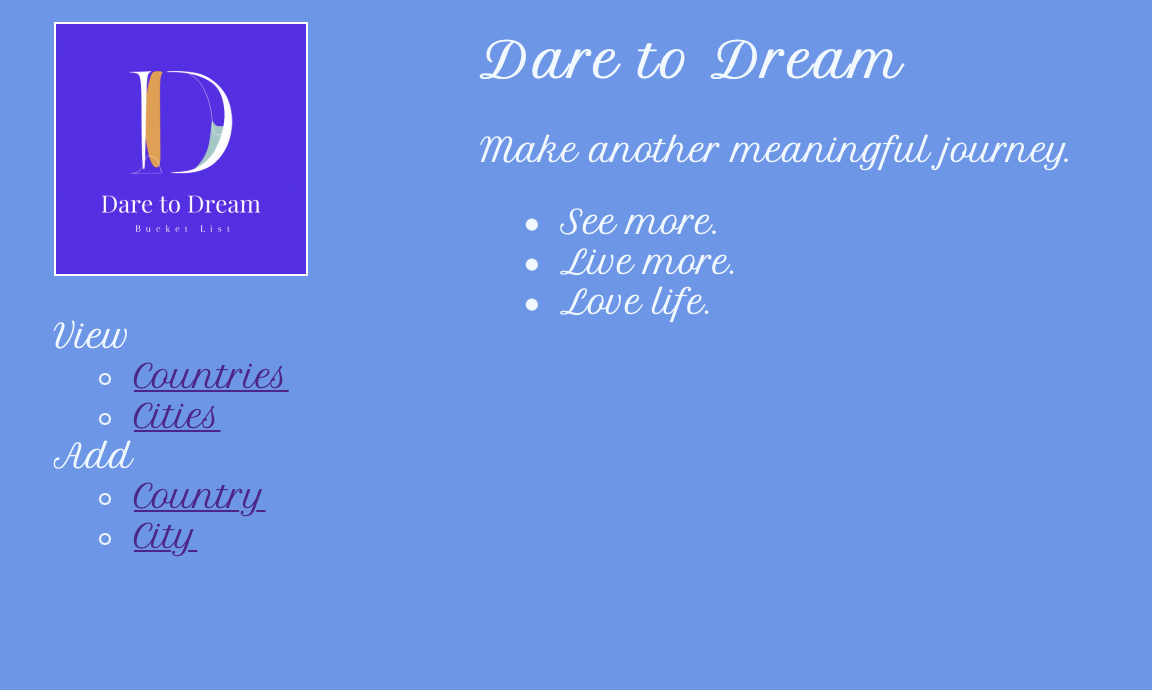 D
Dare to Dream
Bucket List
View
Countries
Cities
Add
Country
City
Dare to Dream
Make another meaningful journey.
See more.
Live more.
Love life.